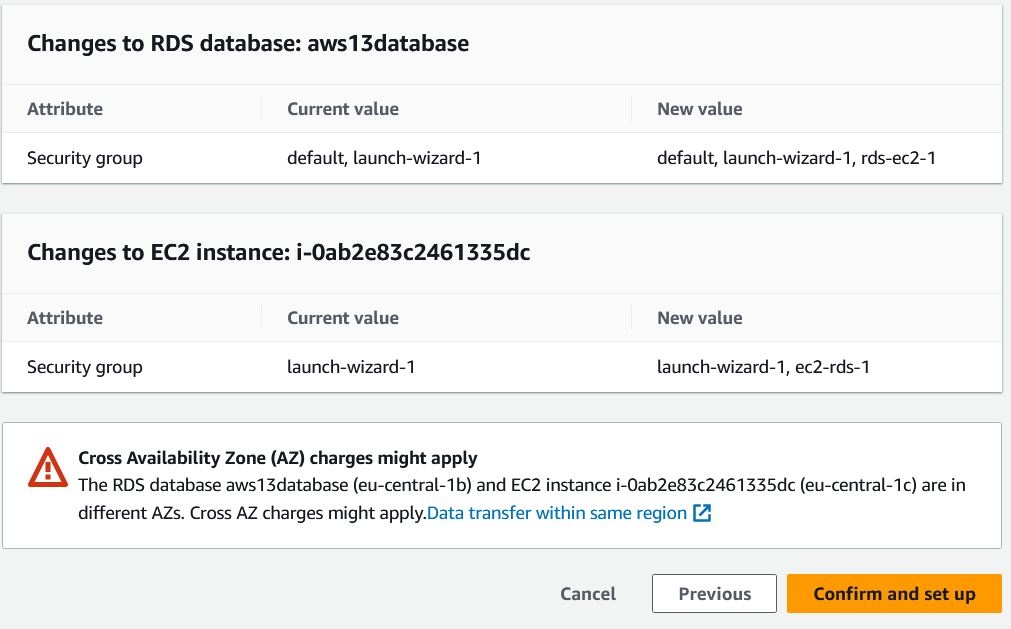 Changes to RDS database: aws13database
Attribute Current value New value
Security group default, launch-wizard-1 default, launch-wizard-1, rds-ec2-1
Changes to EC2 instance: i-0ab2e83c2461335dc
Attribute Current value New value
Security group launch-wizard-1 launch-wizard-1, ec2-rds-1
Cross Availability Zone (AZ) charges might apply
The RDS database aws13database (eu-central-1b) and EC2 instance i-0ab2e83c2461335dc (eu-central-1c) are in
different AZs. Cross AZ charges might apply.Data transfer within same region
Cancel Previous Confirm and set up